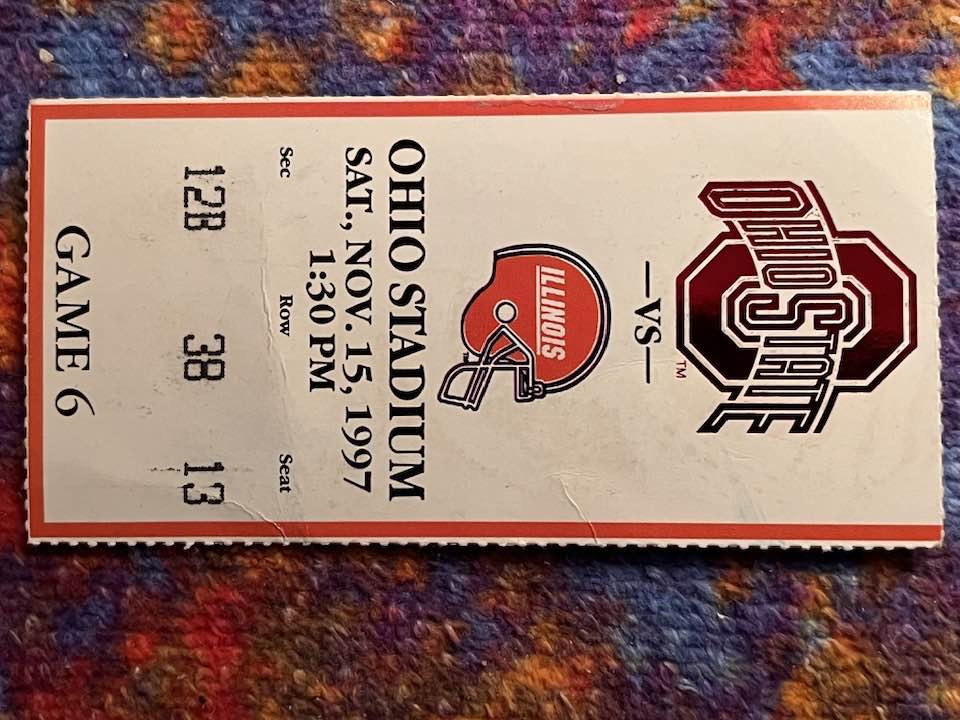 OHIO STATE
TM
—VS—
ILLINOIS
OHIO STADIUM
SAT., NOV. 15, 1997
1:30 PM
Sec Row Seat
12B 38 13
GAME 6